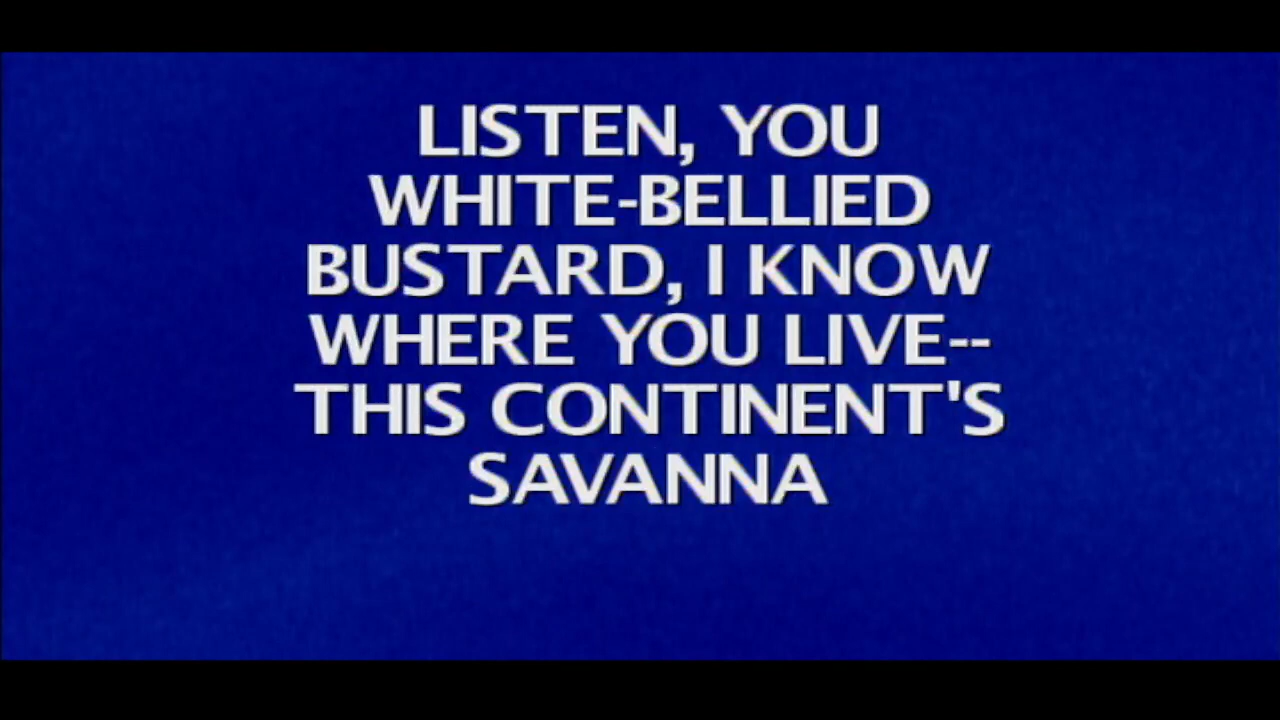 LISTEN, YOU
WHITE-BELLIED
BUSTARD, I KNOW
WHERE YOU LIVE--
THIS CONTINENT'S
SAVANNA